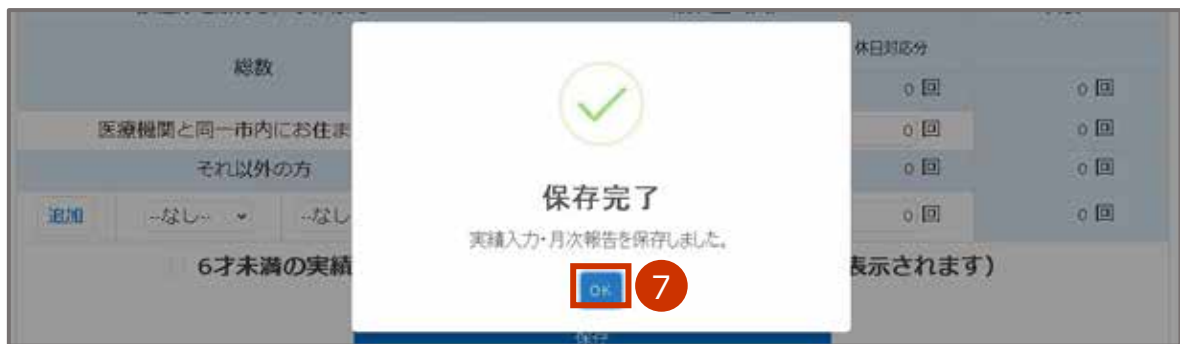 休日対応分
総数
0 回 0 回
医療機関と同一市内にお住ま 0 回 0 回
それ以外の方 0 回 0 回
保存完了
追加 --なし-- --なし 0 回 0 回
実績入力・月次報告を保存しました。
6才未満の実績 表示されます)
OK 7
保存